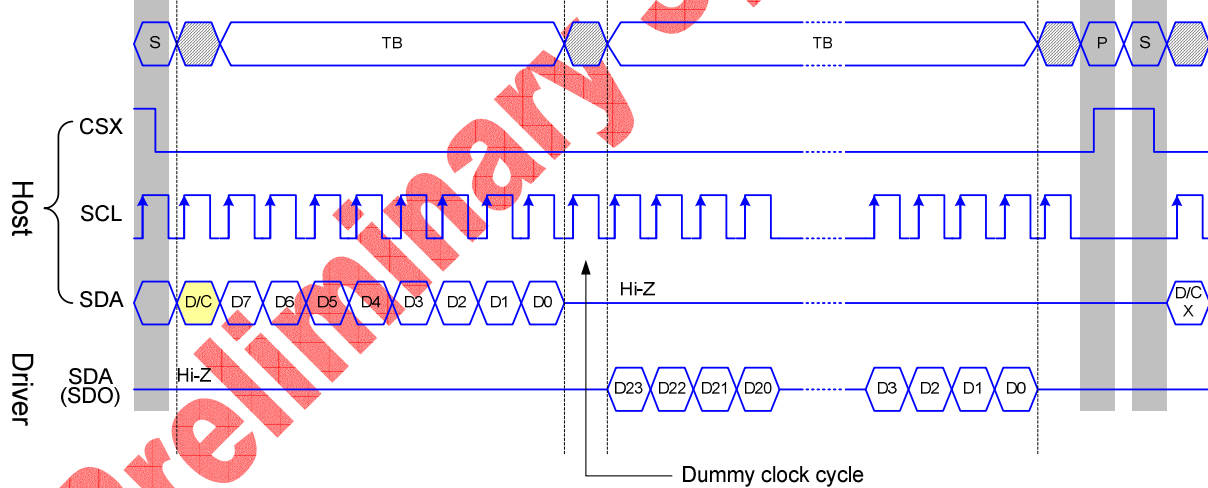 S TB TB P S
CSX
Host
SCL
SDA D/C D7 D6 D5 D4 D3 D2 D1 D0 Hi-Z D/C
X
Driver
SDA
(SDO)
Hi-Z D23 D22 D21 D20 D3 D2 D1 D0
Dummy clock cycle
Preliminary